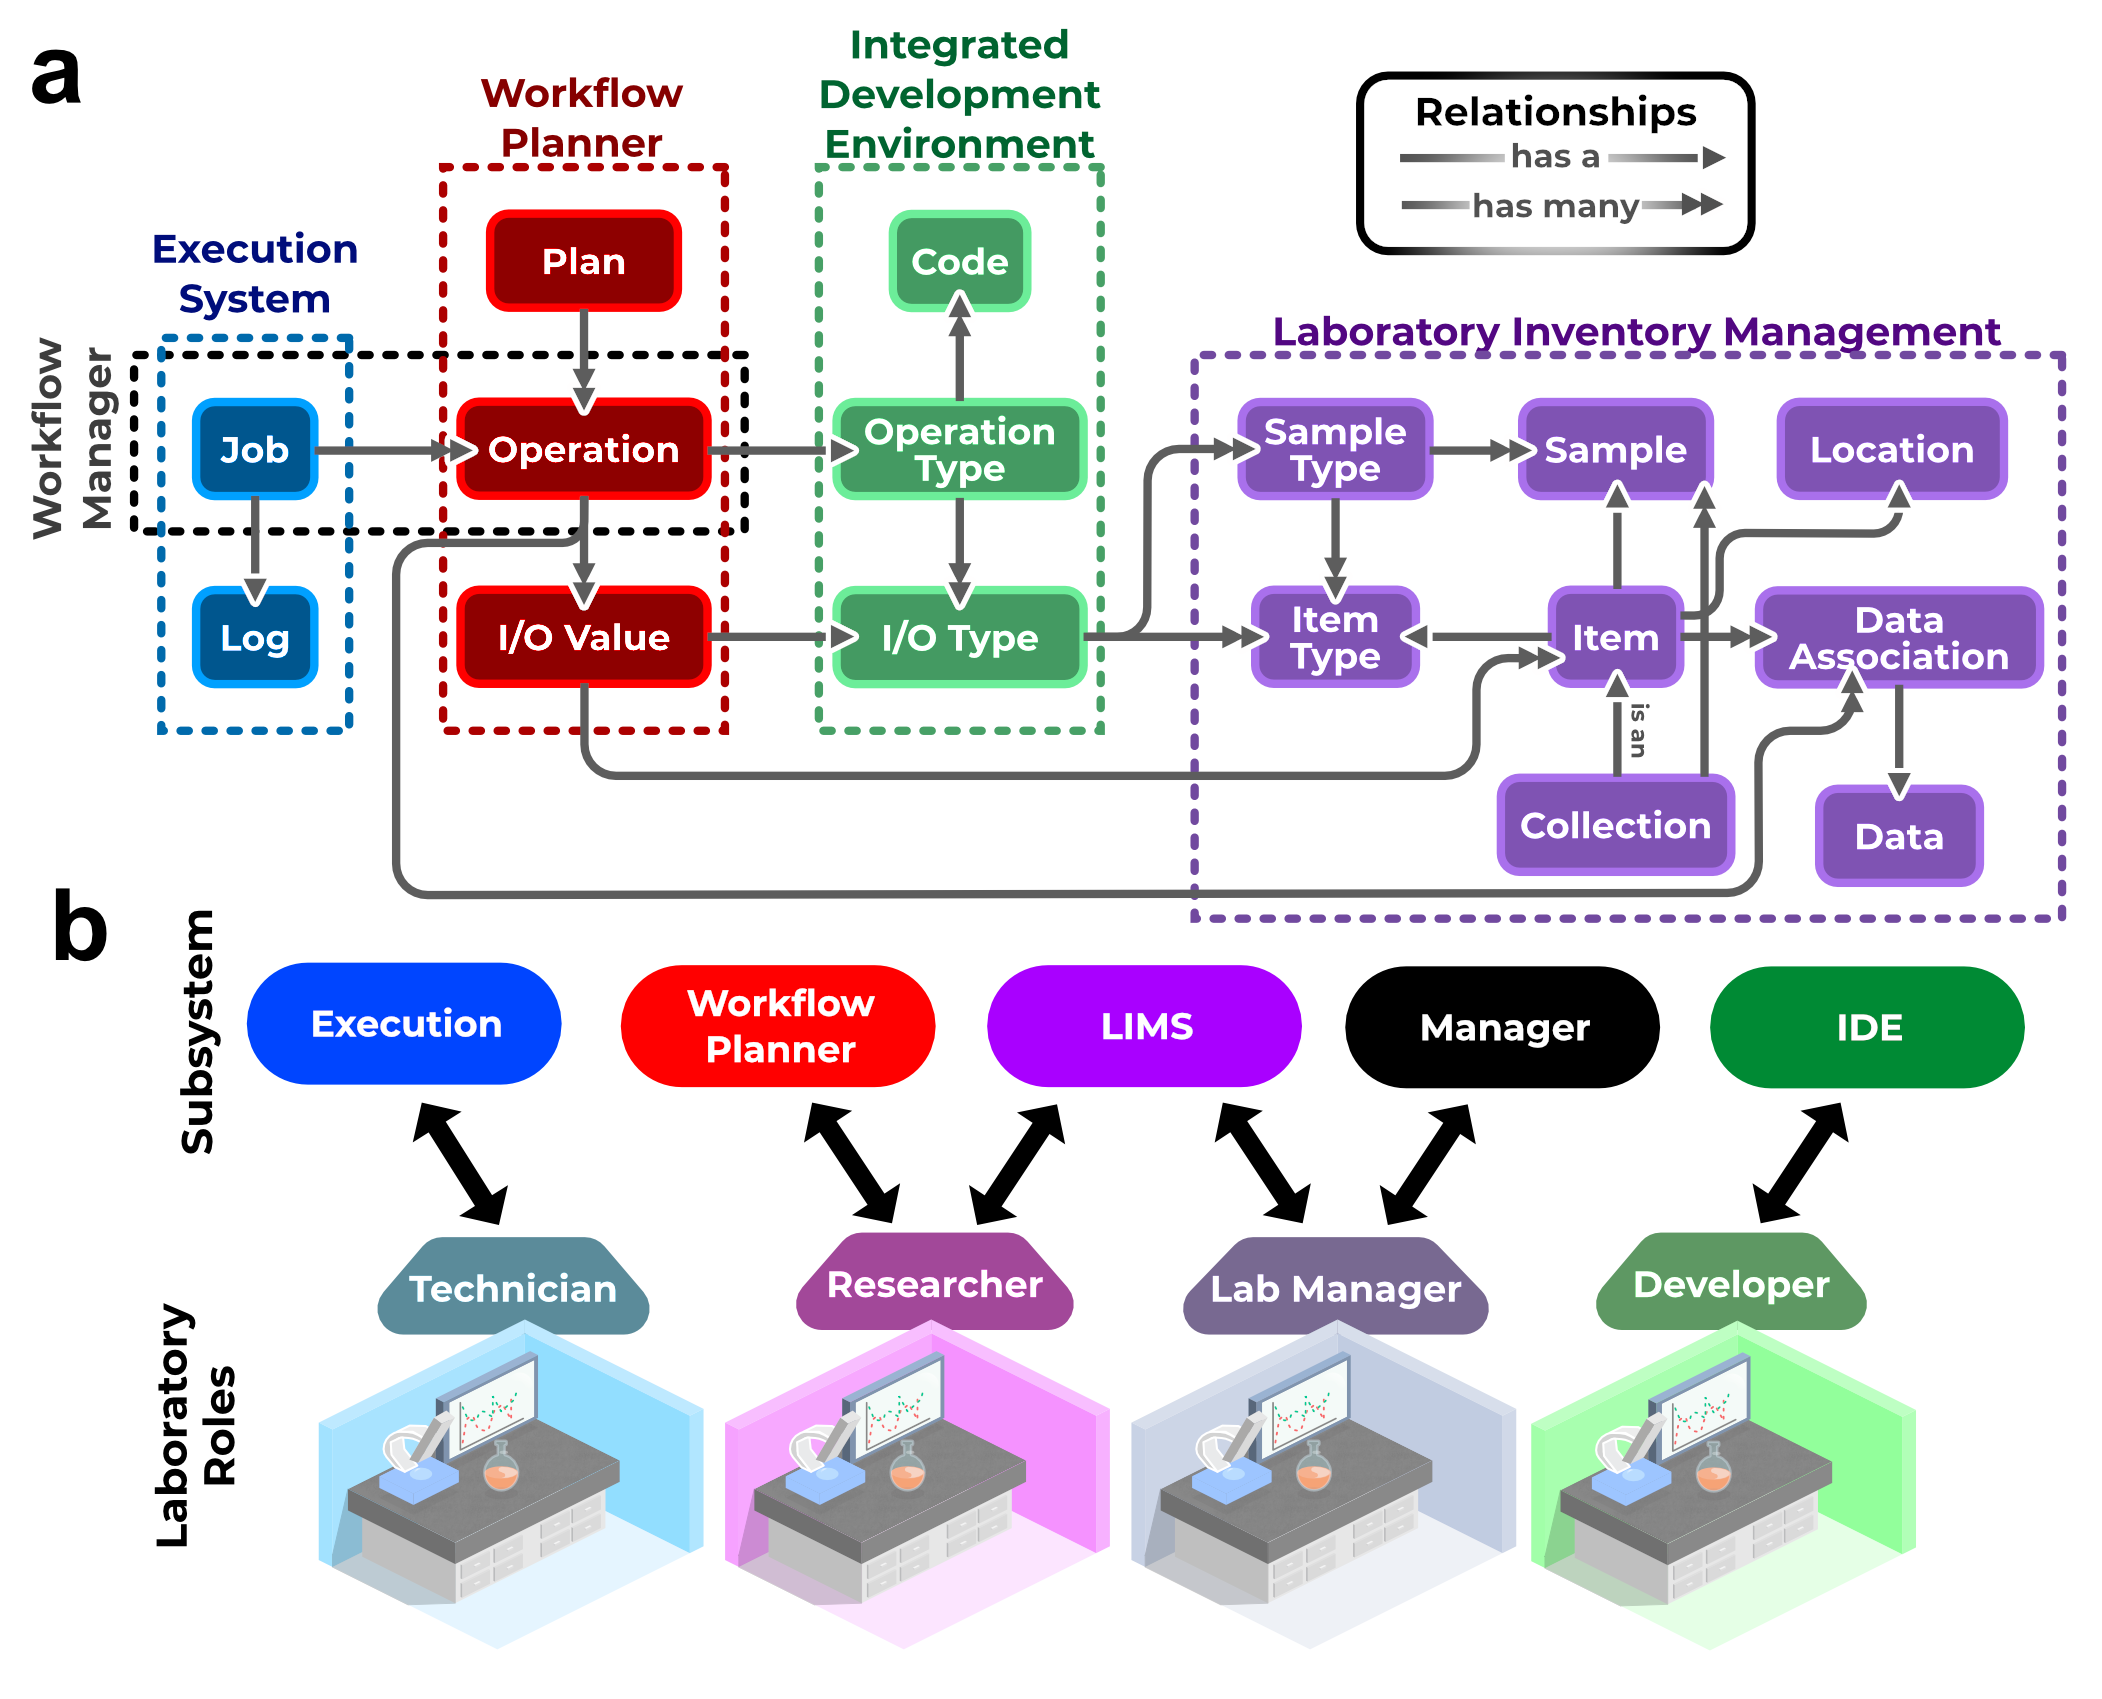 a
Workflow
Planner
Integrated
Development
Environment
Relationships
has a
has many
Execution
System
Workflow
Manager
Laboratory Inventory Management
Plan
Code
Job
Operation
Operation
Type
Sample
Type
Sample
Location
Log
I/O Value
I/O Type
Item
Type
Item
Data
Association
is an
Collection
Data
b
Subsystem
Execution
Workflow
Planner
LIMS
Manager
IDE
Laboratory
Roles
Technician
Researcher
Lab Manager
Developer